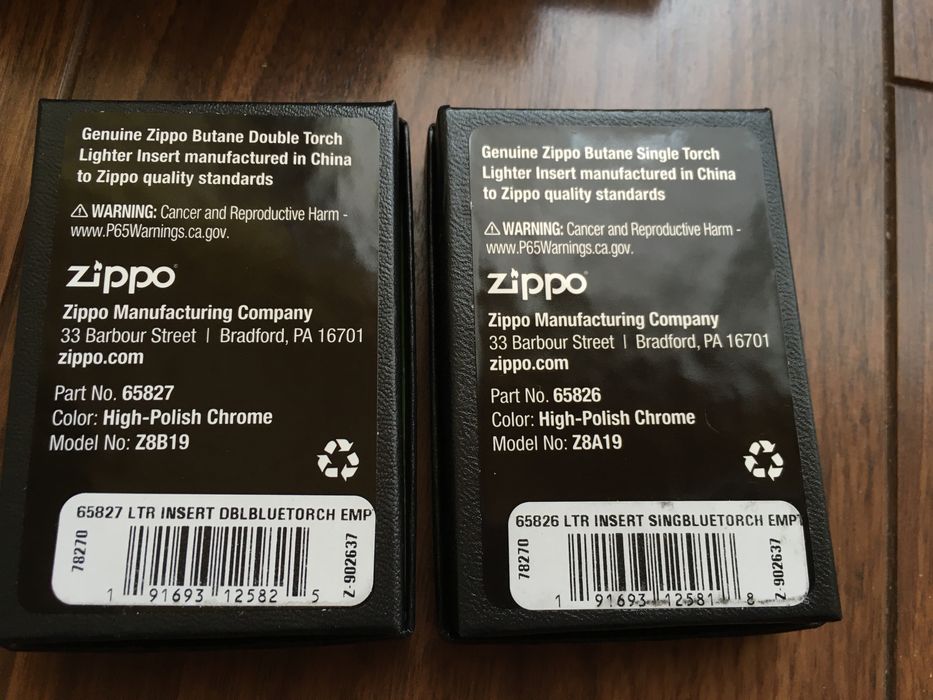 Genuine Zippo Butane Double Torch
Lighter Insert manufactured in China
to Zippo quality standards
⚠ WARNING: Cancer and Reproductive Harm -
www.P65Warnings.ca.gov.
zippo
Zippo Manufacturing Company
33 Barbour Street | Bradford, PA 16701
zippo.com
Part No. 65827
Color: High-Polish Chrome
Model No: Z8B19
65827 LTR INSERT DBLBLUETORCH EMP
78270
Z-902637
1 91693 12582 5
Genuine Zippo Butane Single Torch
Lighter Insert manufactured in China
to Zippo quality standards
⚠ WARNING: Cancer and Reproductive Harm -
www.P65Warnings.ca.gov.
zippo
Zippo Manufacturing Company
33 Barbour Street | Bradford, PA 16701
zippo.com
Part No. 65826
Color: High-Polish Chrome
Model No: Z8A19
65826 LTR INSERT SINGBLUETORCH EMPT
78270
Z-902637
1 91693 12581 8